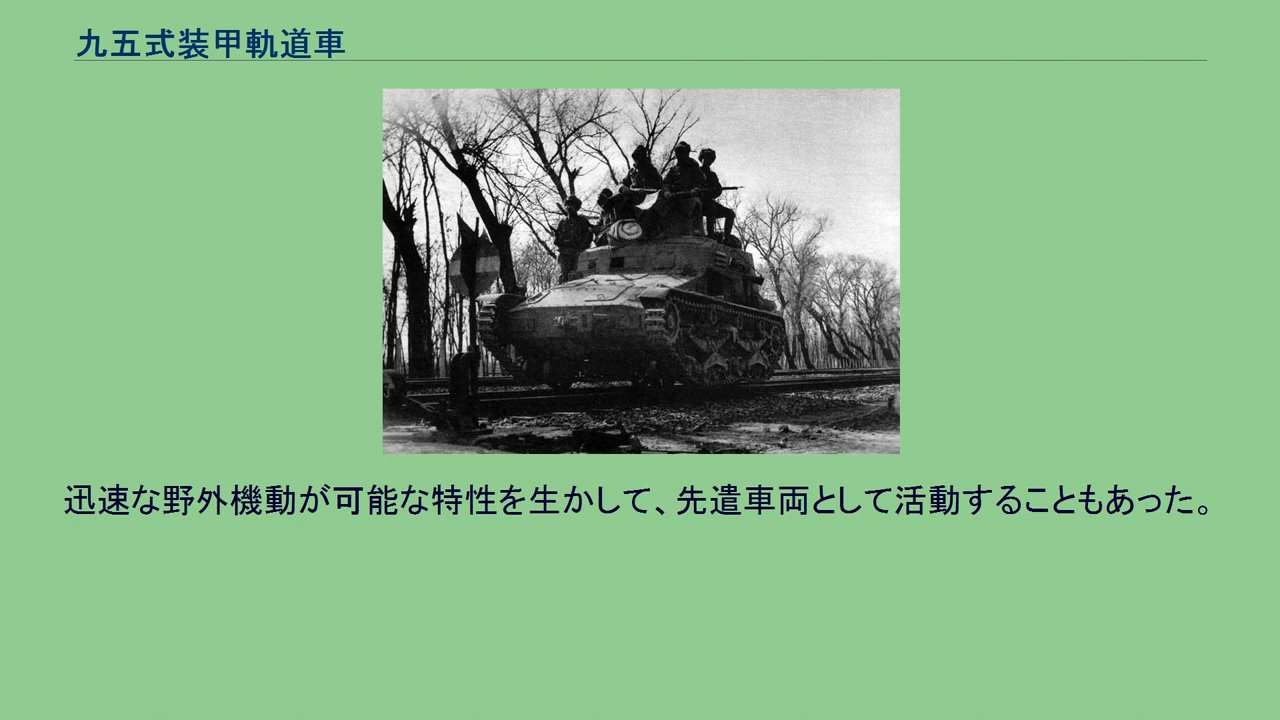 九五式装甲軌道車
迅速な野外機動が可能な特性を生かして、先遣車両として活動することもあった。